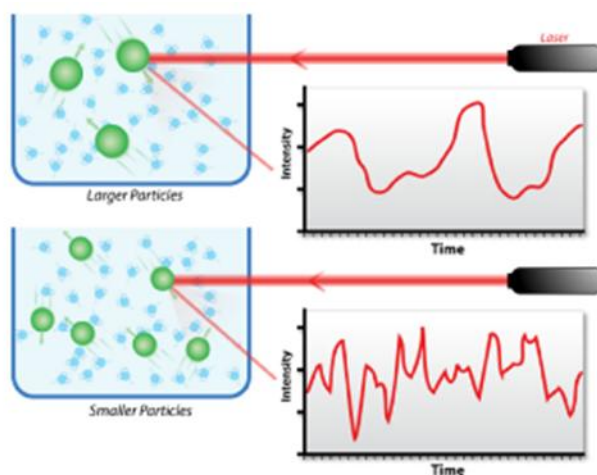 Laser
Intensity
Larger Particles
Time
Intensity
Smaller Particles
Time